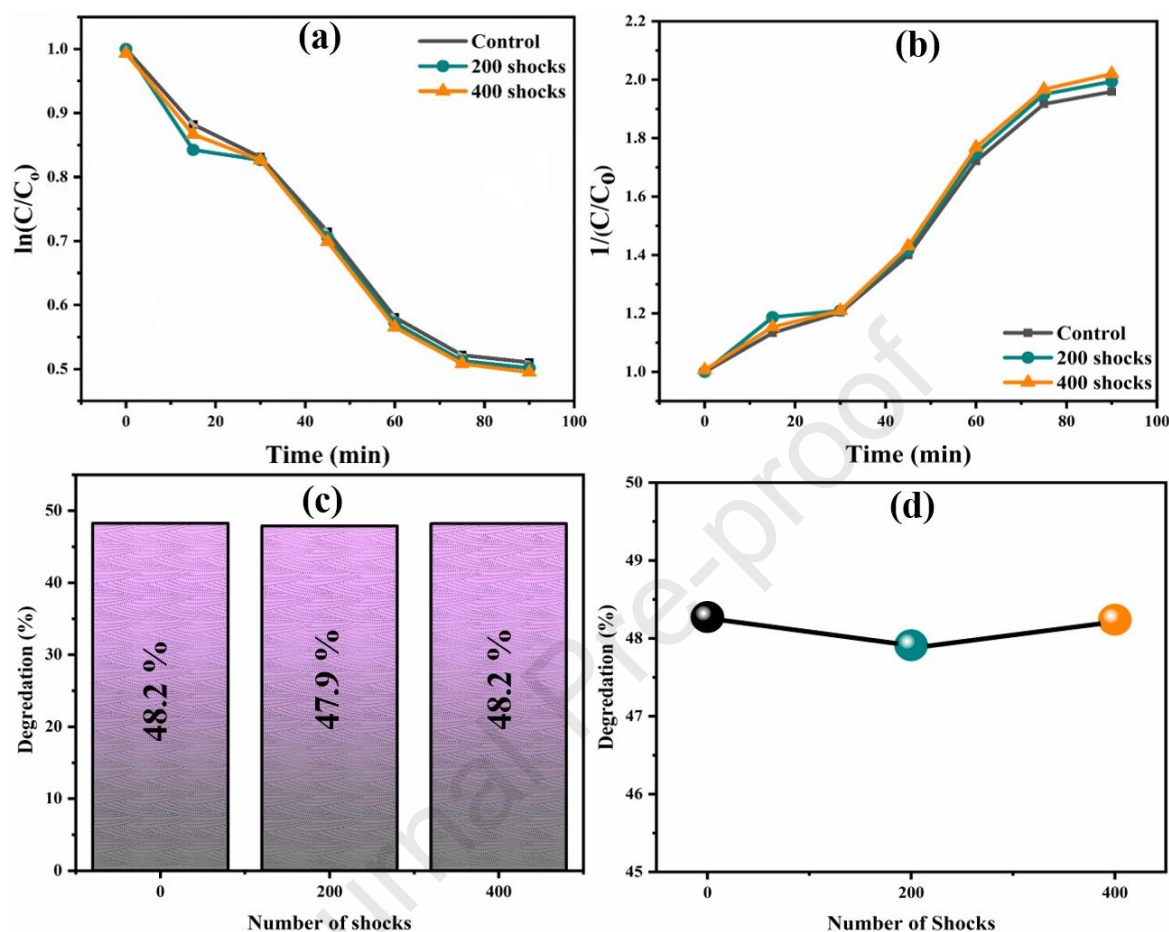 (a)
Control
200 shocks
400 shocks
1.0
0.9
0.8
0.7
0.6
0.5
ln(C/Co)
0 20 40 60 80 100
Time (min)
(b)
2.2
2.0
1.8
1.6
1.4
1.2
1.0
1/(C/Co)
Control
200 shocks
400 shocks
0 20 40 60 80 100
Time (min)
(c)
50
40
30
20
10
0
Degredation (%)
48.2 %
47.9 %
48.2 %
0 200 400
Number of shocks
(d)
50
49
48
47
46
45
Degredation (%)
0 200 400
Number of Shocks
urnal Pre-proof